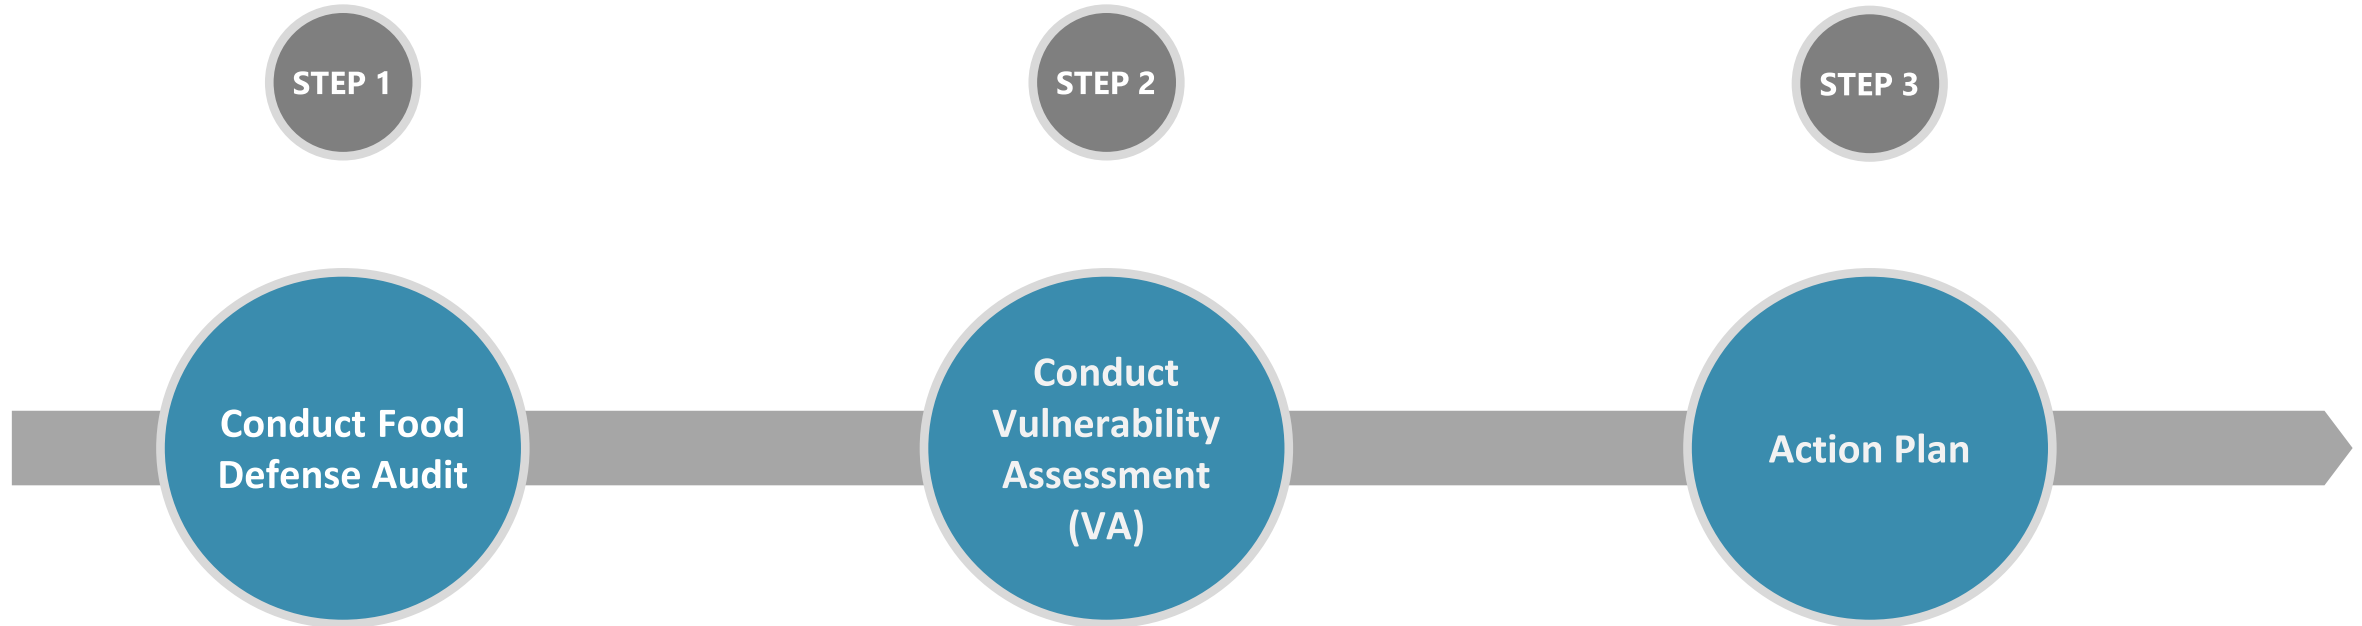 STEP 1
STEP 2
STEP 3
Conduct Food
Defense Audit
Conduct
Vulnerability
Assessment
(VA)
Action Plan